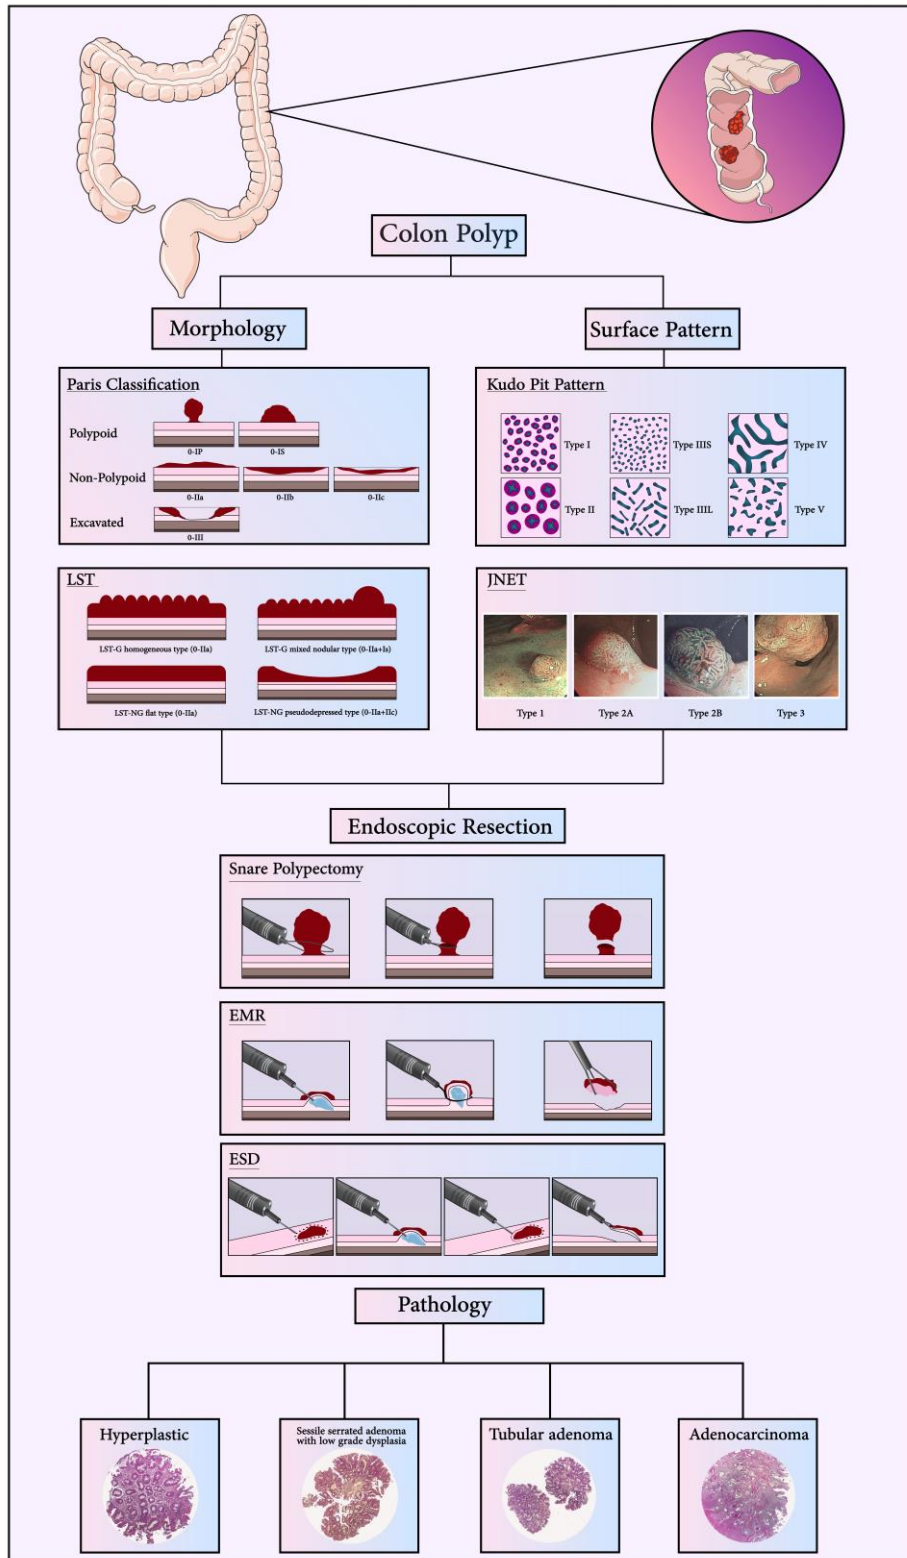 Colon Polyp
Morphology
Surface Pattern
Paris Classification
Polypoid
0-IP
0-IS
Non-Polypoid
0-IIa
0-IIb
0-IIc
Excavated
0-III
Kudo Pit Pattern
Type I
Type IIIS
Type IV
Type II
Type IIIL
Type V
LST
LST-G homogeneous type (0-IIa)
LST-G mixed nodular type (0-IIa+Is)
LST-NG flat type (0-IIa)
LST-NG pseudodepressed type (0-IIa+IIc)
JNET
Type 1
Type 2A
Type 2B
Type 3
Endoscopic Resection
Snare Polypectomy
EMR
ESD
Pathology
Hyperplastic
Sessile serrated adenoma
with low grade dysplasia
Tubular adenoma
Adenocarcinoma